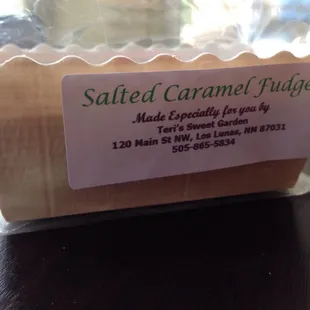 Salted Caramel Fudge
Made Especially for you by
Teri's Sweet Garden
120 Main St NW, Los Lunas, NN 87031
505-865-5834